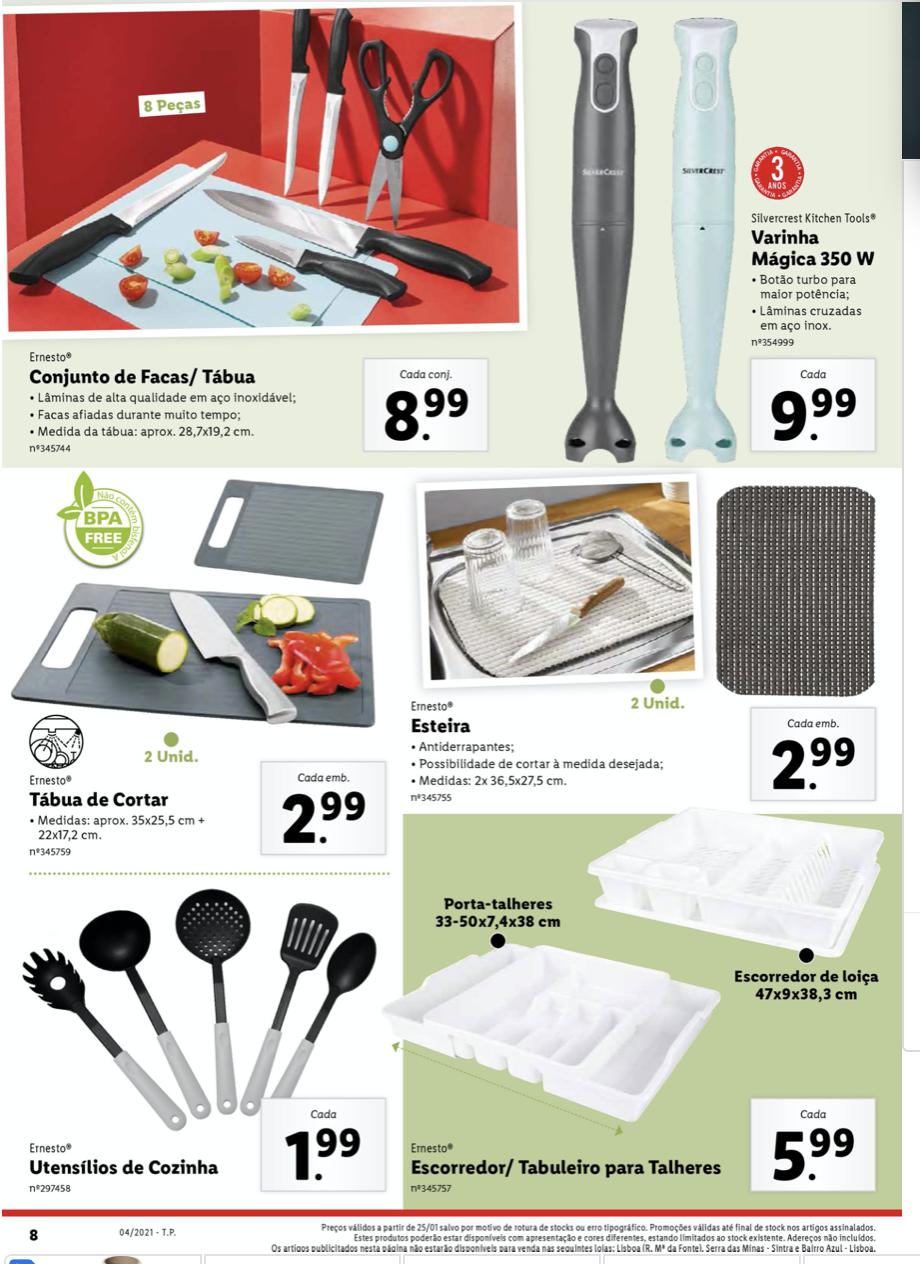 8 Peças
SILVERCREST
SILVERCREST
GARANTIA • GARANTIA
3
ANOS
GARANTIA • GARANTIA
Silvercrest Kitchen Tools®
Varinha
Mágica 350 W
• Botão turbo para
maior potência;
• Lâminas cruzadas
em aço inox.
nº354999
Cada
9.99
Ernesto®
Conjunto de Facas/ Tábua
• Lâminas de alta qualidade em aço inoxidável;
• Facas afiadas durante muito tempo;
• Medida da tábua: aprox. 28,7x19,2 cm.
nº345744
Cada conj.
8.99
Não contém bisfenol A
BPA
FREE
2 Unid.
Ernesto®
Tábua de Cortar
• Medidas: aprox. 35x25,5 cm +
22x17,2 cm.
nº345759
Cada emb.
2.99
2 Unid.
Ernesto®
Esteira
• Antiderrapantes;
• Possibilidade de cortar à medida desejada;
• Medidas: 2x 36,5x27,5 cm.
nº345755
Cada emb.
2.99
Ernesto®
Utensílios de Cozinha
nº297458
Cada
1.99
Porta-talheres
33-50x7,4x38 cm
Escorredor de loiça
47x9x38,3 cm
Ernesto®
Escorredor/ Tabuleiro para Talheres
nº345757
Cada
5.99
8
04/2021 - T.P.
Preços válidos a partir de 25/01 salvo por motivo de rotura de stocks ou erro tipográfico. Promoções válidas até final de stock nos artigos assinalados.
Estes produtos poderão estar disponíveis com apresentação e cores diferentes, estando limitados ao stock existente. Adereços não incluídos.
Os artigos publicitados nesta página não estarão disponíveis para venda nas seguintes lojas: Lisboa (R. Mª da Fonte), Serra das Minas - Sintra e Bairro Azul - Lisboa.